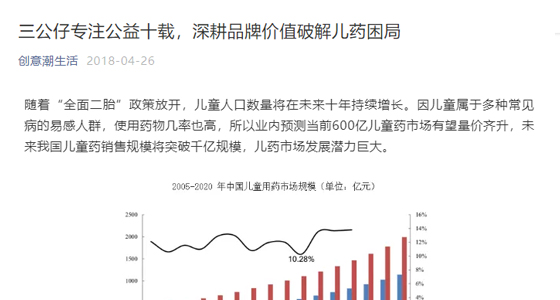 三公仔专注公益十载，深耕品牌价值破解儿药困局
创意潮生活 2018-04-26
随着“全面二胎”政策放开，儿童人口数量将在未来十年持续增长。因儿童属于多种常见
病的易感人群，使用药物几率也高，所以业内预测当前600亿儿童药市场有望量价齐升，未
来我国儿童药销售规模将突破千亿规模，儿药市场发展潜力巨大。
2005-2020 年中国儿童用药市场规模（单位：亿元）
2500 16%
14%
2000 12%
10.28%
1500 10%
8%
1000 6%
4%